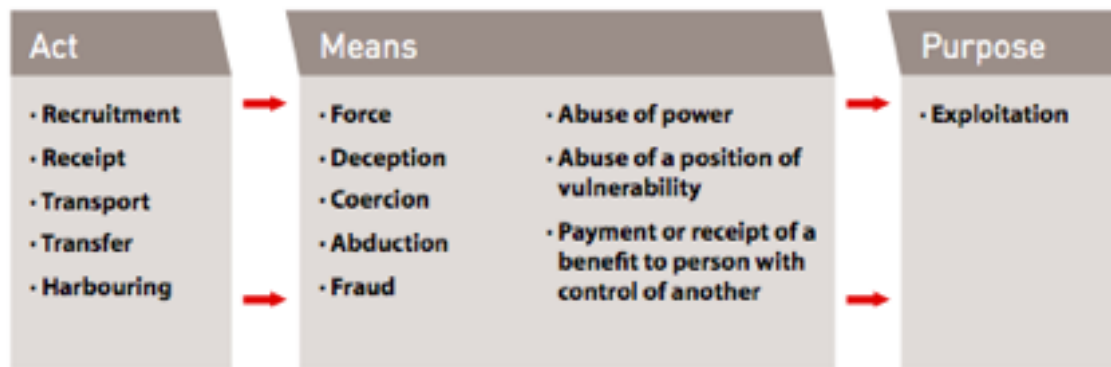 Act
· Recruitment
· Receipt
· Transport
· Transfer
· Harbouring
Means
· Force
· Deception
· Coercion
· Abduction
· Fraud
· Abuse of power
· Abuse of a position of
vulnerability
· Payment or receipt of a
benefit to person with
control of another
Purpose
· Exploitation